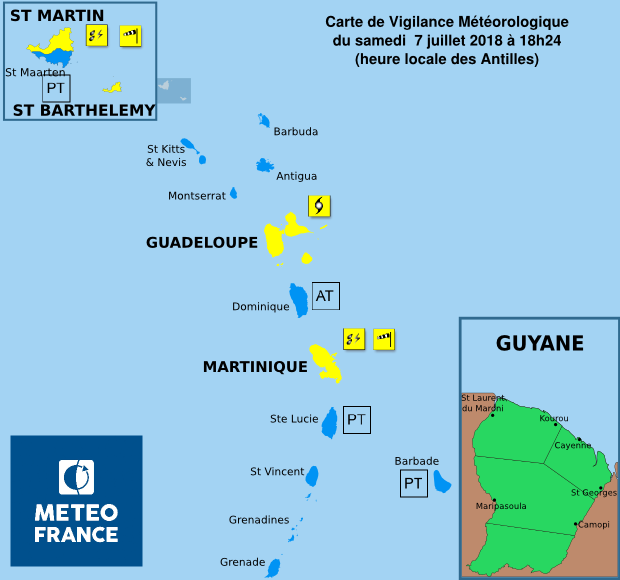 Carte de Vigilance Météorologique
du samedi 7 juillet 2018 à 18h24
(heure locale des Antilles)
ST MARTIN
St Maarten
PT
ST BARTHELEMY
Barbuda
St Kitts
& Nevis
Antigua
Montserrat
GUADELOUPE
Dominique
AT
MARTINIQUE
Ste Lucie
PT
St Vincent
Barbade
PT
Grenadines
Grenade
METEO
FRANCE
GUYANE
St Laurent
du Maroni
Kourou
Cayenne
St Georges
Maripasoula
Camopi